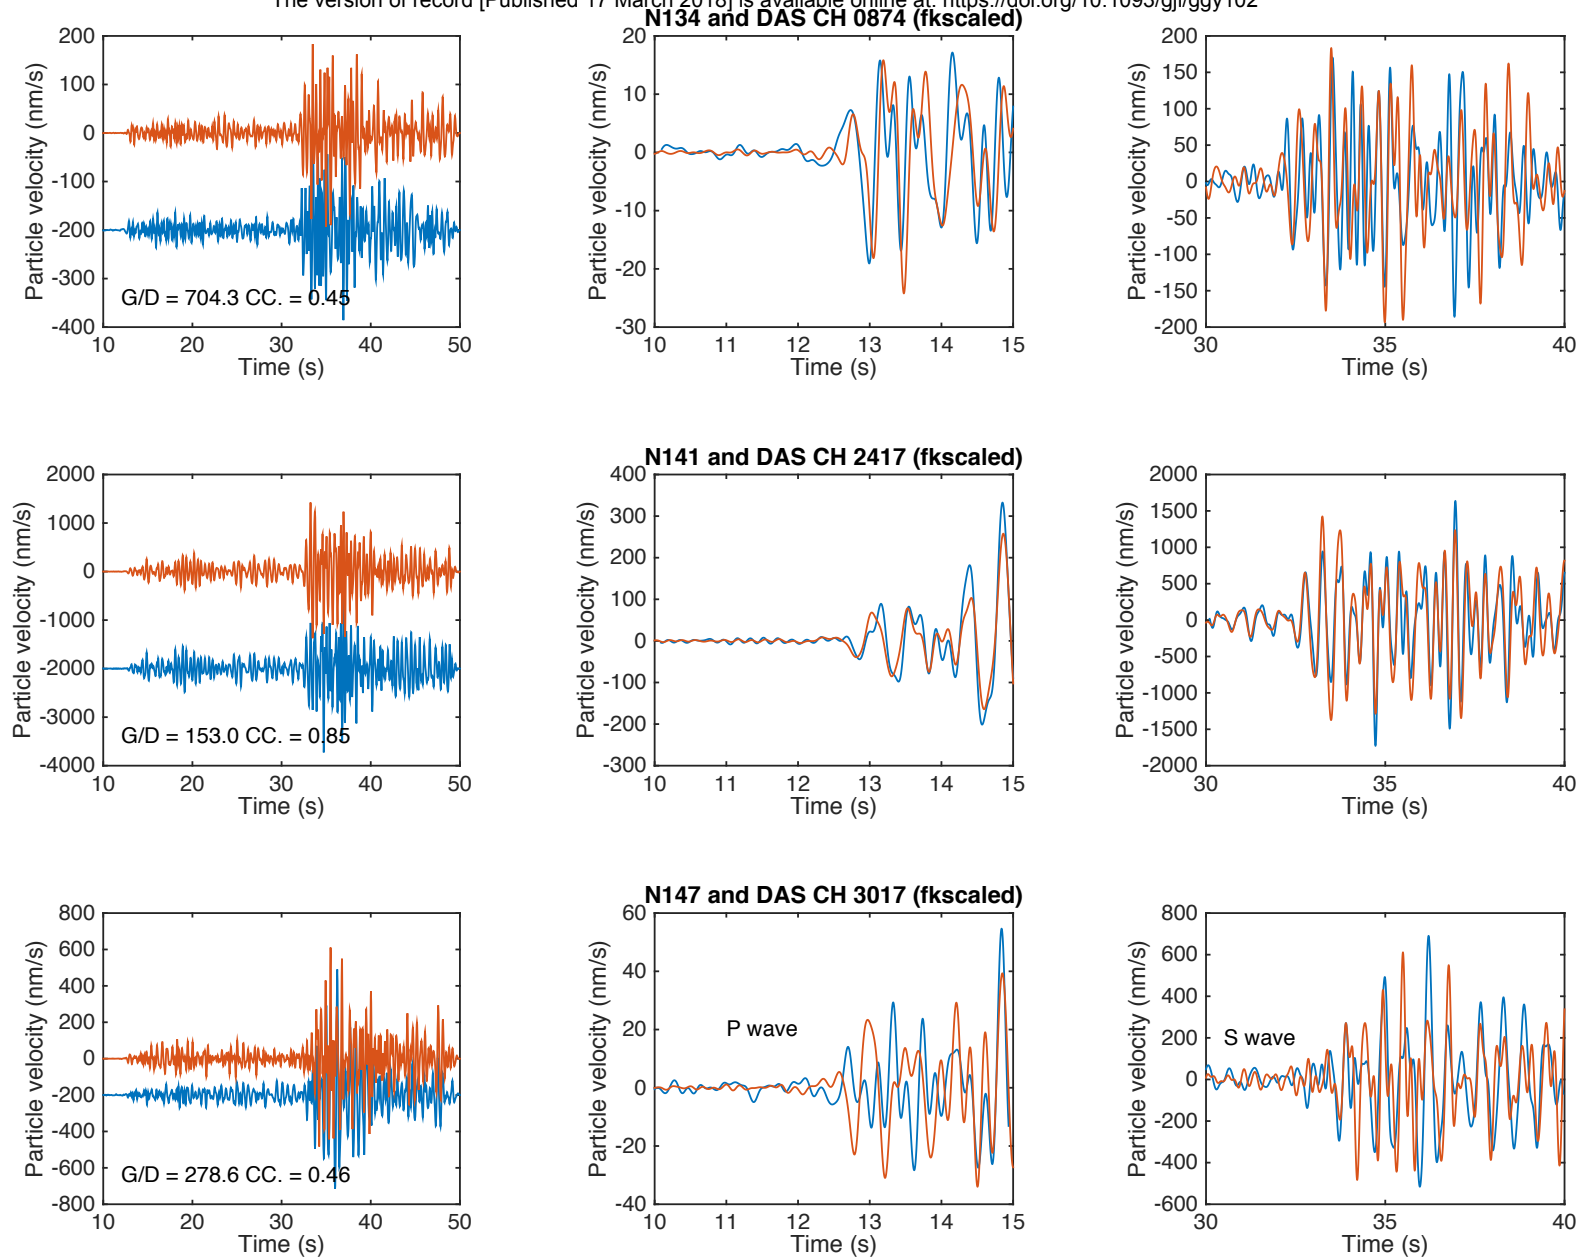 The version of record [Published 17 March 2018] is available online at: https://doi.org/10.1093/gji/ggy102
N134 and DAS CH 0874 (fkscaled)
200
100
0
-100
-200
-300
-400
Particle velocity (nm/s)
G/D = 704.3 CC. = 0.45
10 20 30 40 50
Time (s)
20
10
0
-10
-20
-30
Particle velocity (nm/s)
10 11 12 13 14 15
Time (s)
200
150
100
50
0
-50
-100
-150
-200
Particle velocity (nm/s)
30 35 40
Time (s)
N141 and DAS CH 2417 (fkscaled)
2000
1000
0
-1000
-2000
-3000
-4000
Particle velocity (nm/s)
G/D = 153.0 CC. = 0.85
10 20 30 40 50
Time (s)
400
300
200
100
0
-100
-200
-300
Particle velocity (nm/s)
10 11 12 13 14 15
Time (s)
2000
1500
1000
500
0
-500
-1000
-1500
-2000
Particle velocity (nm/s)
30 35 40
Time (s)
N147 and DAS CH 3017 (fkscaled)
800
600
400
200
0
-200
-400
-600
-800
Particle velocity (nm/s)
G/D = 278.6 CC. = 0.46
10 20 30 40 50
Time (s)
60
40
20
0
-20
-40
Particle velocity (nm/s)
P wave
10 11 12 13 14 15
Time (s)
800
600
400
200
0
-200
-400
-600
Particle velocity (nm/s)
S wave
30 35 40
Time (s)